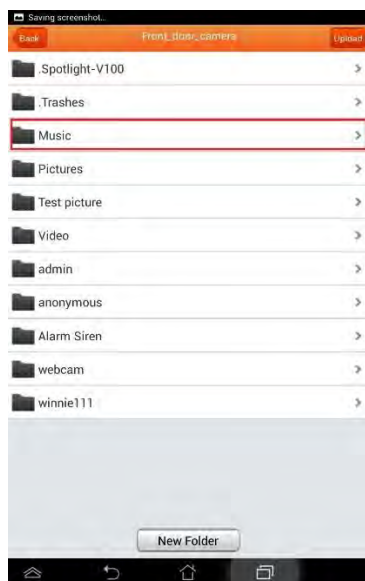 Saving screenshot...
Back Front_door_camera Upload
.Spotlight-V100
.Trashes
Music
Pictures
Test picture
Video
admin
anonymous
Alarm Siren
webcam
winnie111
New Folder